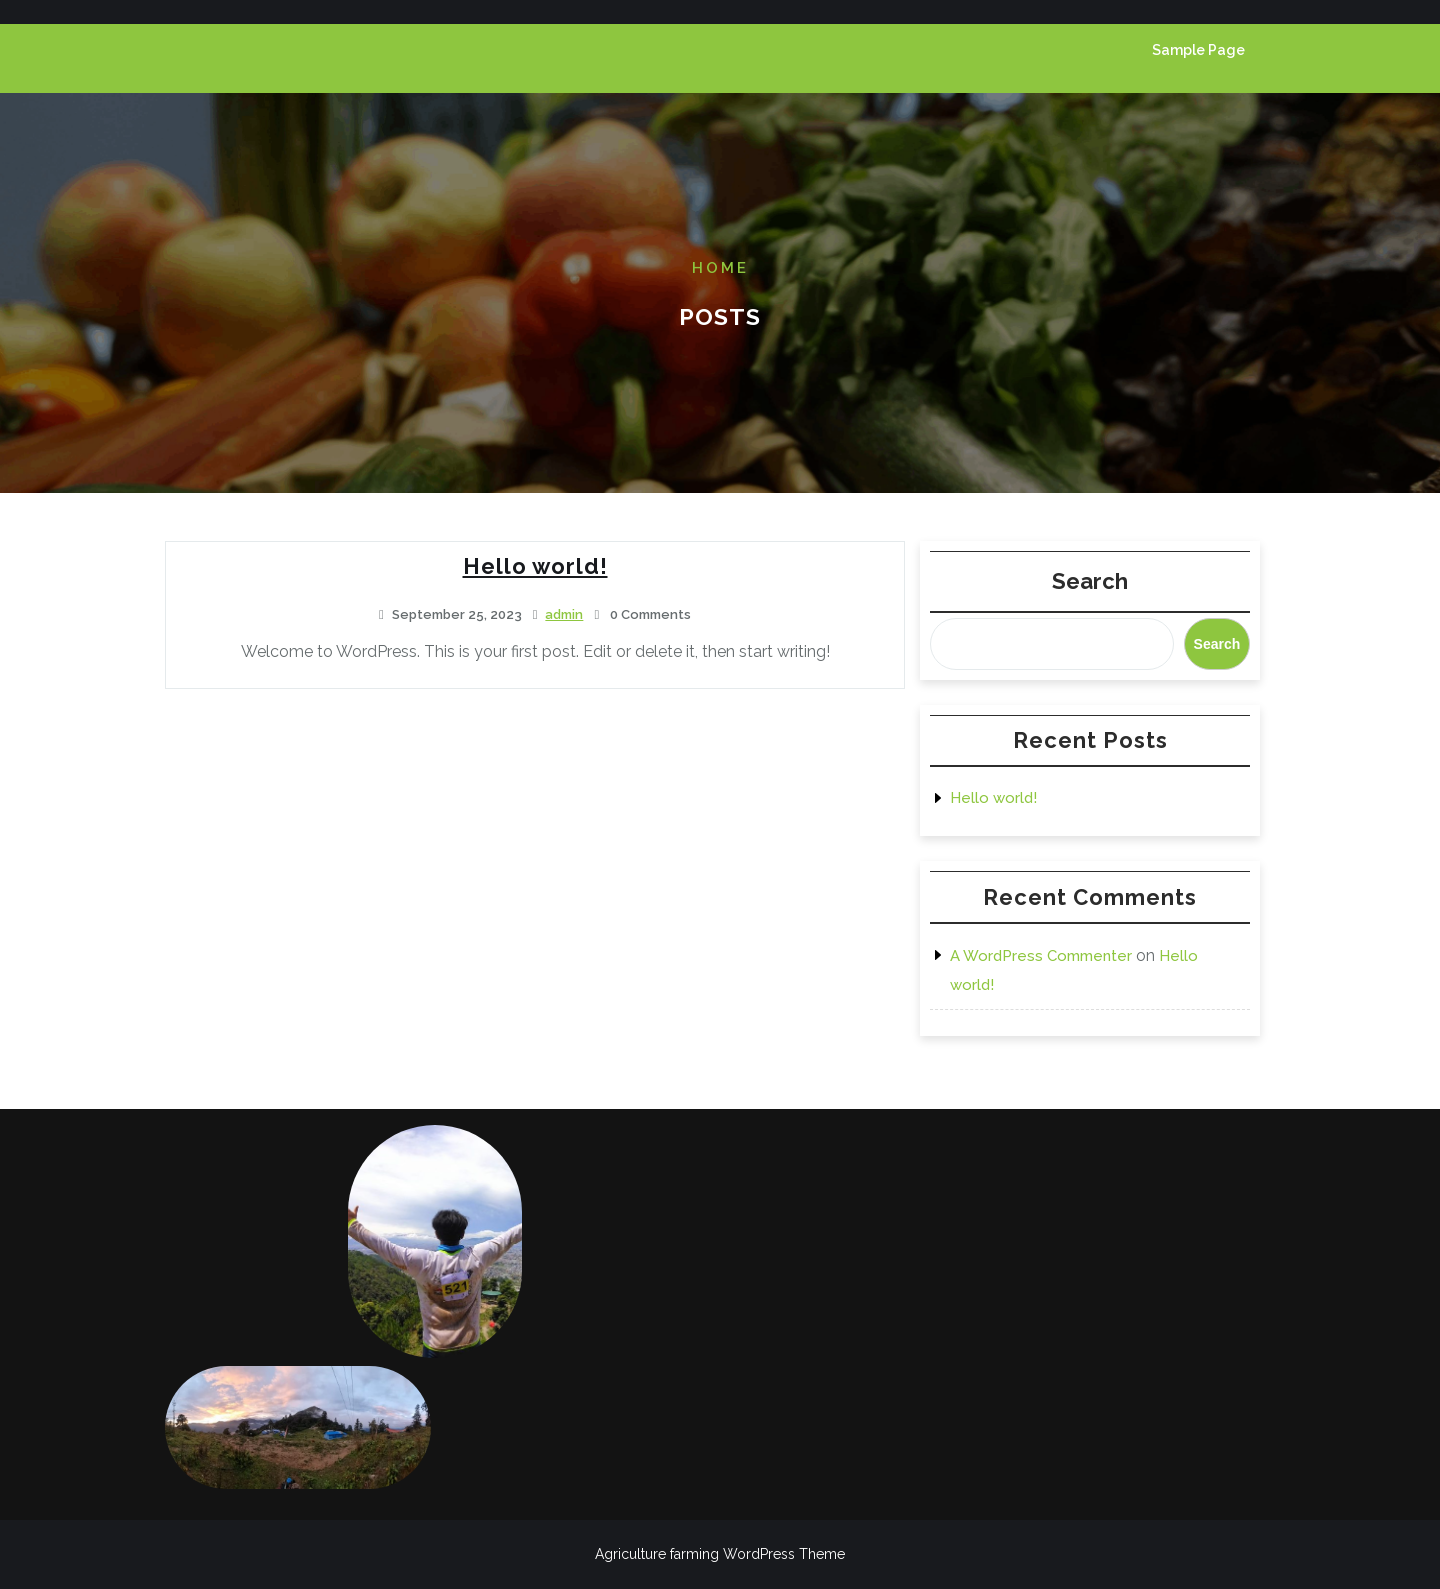 Sample Page
HOME
POSTS
Hello world!
September 25, 2023 admin 0 Comments
Welcome to WordPress. This is your first post. Edit or delete it, then start writing!
Search
Search
Recent Posts
Hello world!
Recent Comments
A WordPress Commenter on Hello
world!
521
Agriculture farming WordPress Theme